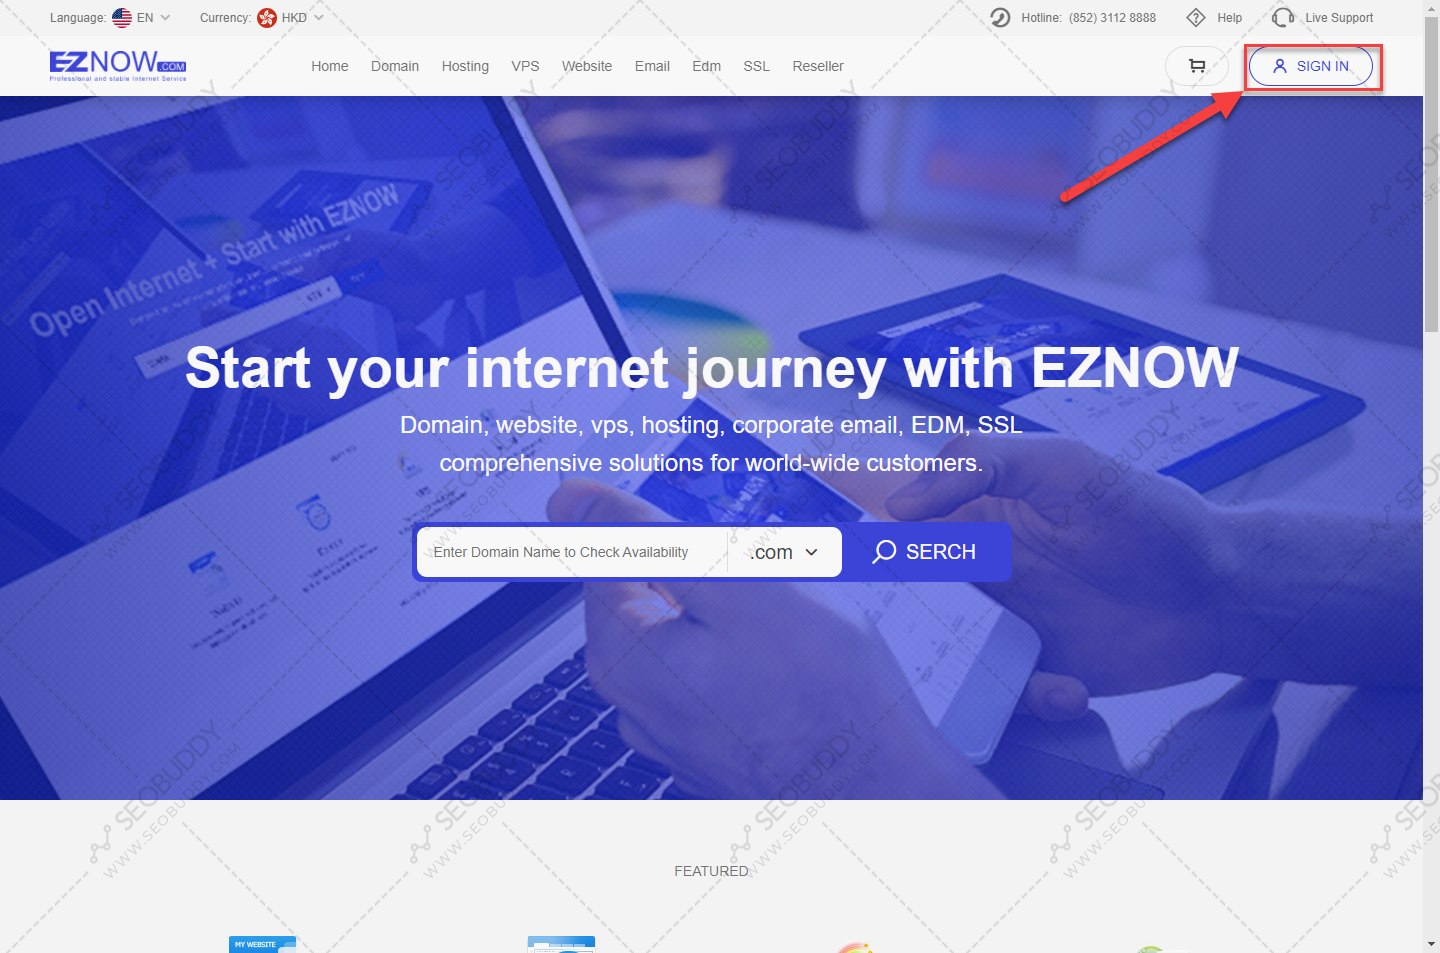 Language: EN
Currency: HKD
Hotline: (852) 3112 8888
Help
Live Support
EZNOW.COM
Professional and stable Internet Service
Home
Domain
Hosting
VPS
Website
Email
Edm
SSL
Reseller
SIGN IN
Open Internet + Start with EZNOW
Start your internet journey with EZNOW
Domain, website, vps, hosting, corporate email, EDM, SSL
comprehensive solutions for world-wide customers.
Enter Domain Name to Check Availability
.com
SERCH
FEATURED
MY WEBSITE
SEOBUDDY
WWW.SEOBUDDY.COM